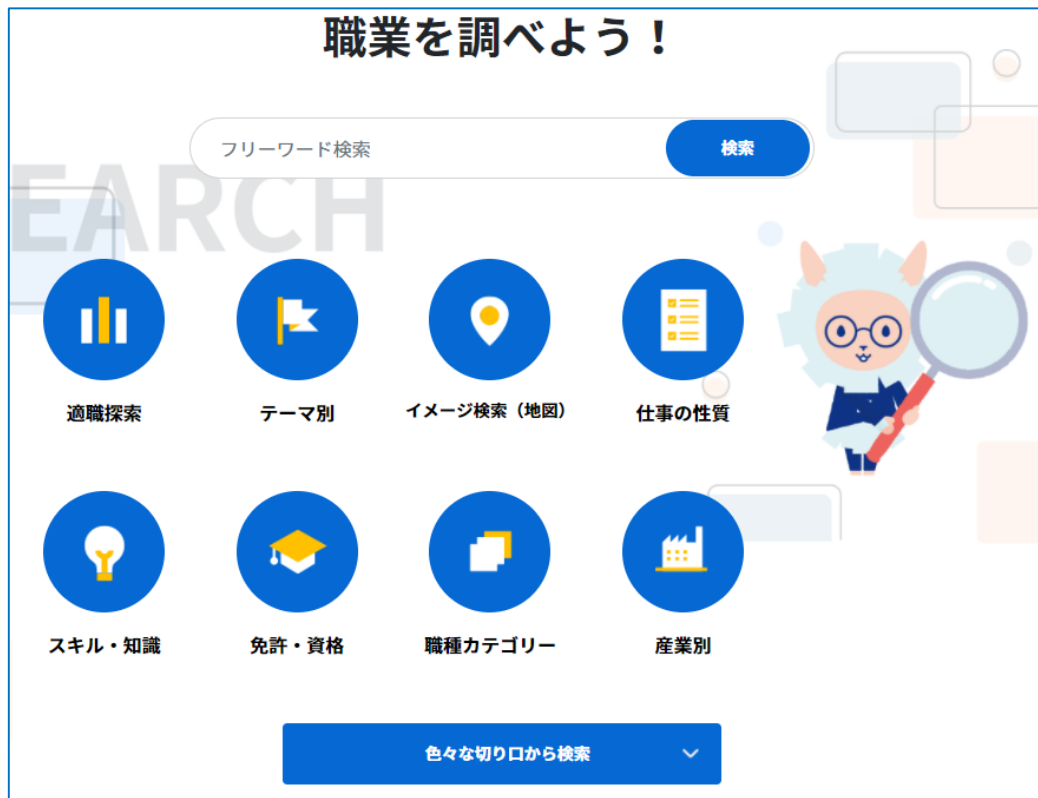 職業を調べよう！
フリーワード検索
検索
EARCH
適職探索
テーマ別
イメージ検索（地図）
仕事の性質
スキル・知識
免許・資格
職種カテゴリー
産業別
色々な切り口から検索